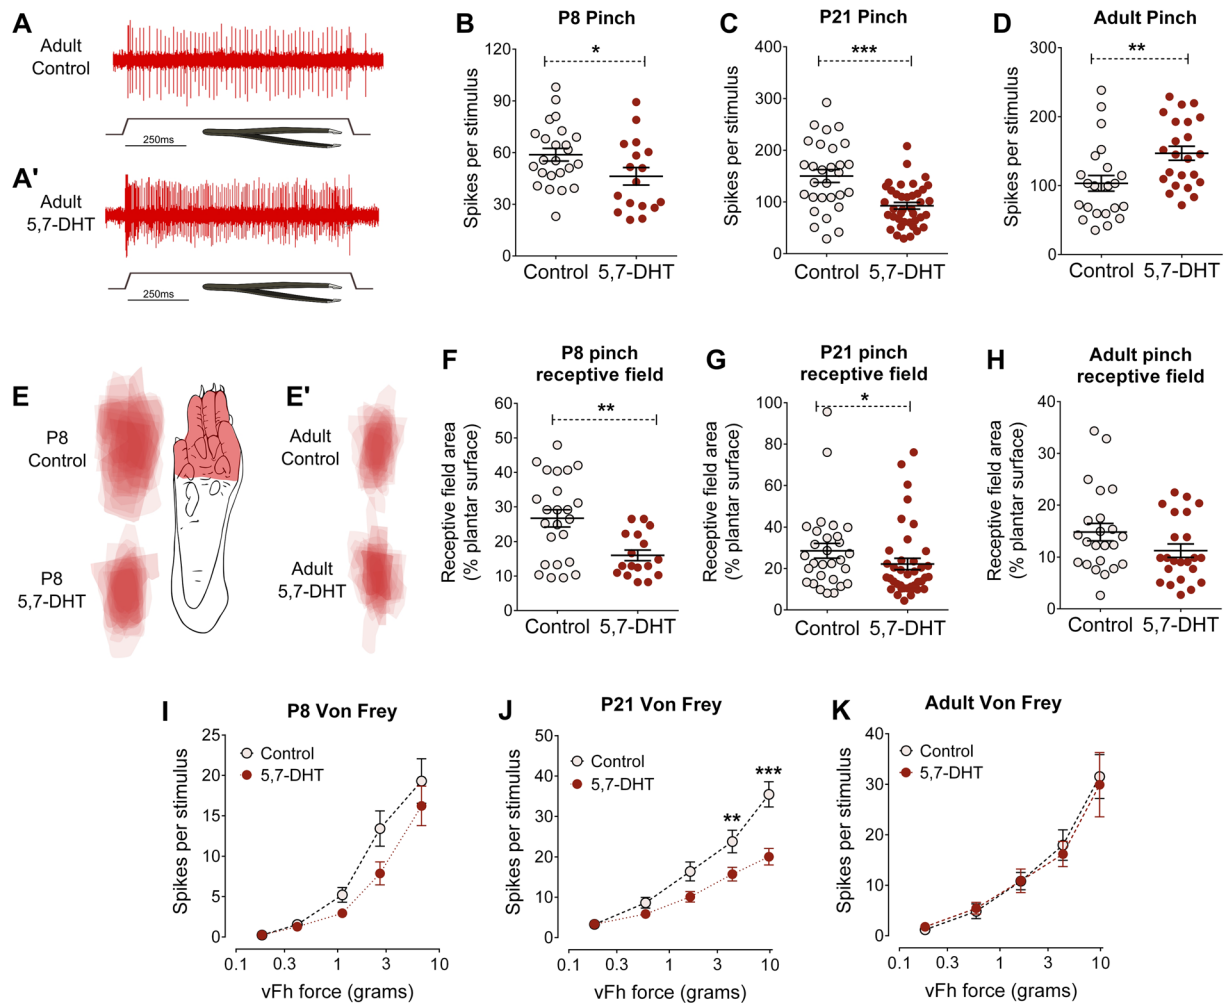 A
Adult
Control
250ms
A'
Adult
5,7-DHT
250ms
B
P8 Pinch
*
Spikes per stimulus
120
90
60
30
0
Control 5,7-DHT
C
P21 Pinch
***
Spikes per stimulus
400
300
200
100
0
Control 5,7-DHT
D
Adult Pinch
**
Spikes per stimulus
300
200
100
0
Control 5,7-DHT
E
P8
Control
P8
5,7-DHT
E'
Adult
Control
Adult
5,7-DHT
F
P8 pinch
receptive field
**
Receptive field area
(% plantar surface)
60
50
40
30
20
10
0
Control 5,7-DHT
G
P21 pinch
receptive field
*
Receptive field area
(% plantar surface)
100
80
60
40
20
0
Control 5,7-DHT
H
Adult pinch
receptive field
Receptive field area
(% plantar surface)
40
30
20
10
0
Control 5,7-DHT
I
P8 Von Frey
Spikes per stimulus
25
20
15
10
5
0
Control
5,7-DHT
0.1 0.3 1 3 10
vFh force (grams)
J
P21 Von Frey
Spikes per stimulus
50
40
30
20
10
0
Control
5,7-DHT
**
***
0.1 0.3 1 3 10
vFh force (grams)
K
Adult Von Frey
Spikes per stimulus
40
30
20
10
0
Control
5,7-DHT
0.1 0.3 1 3 10
vFh force (grams)